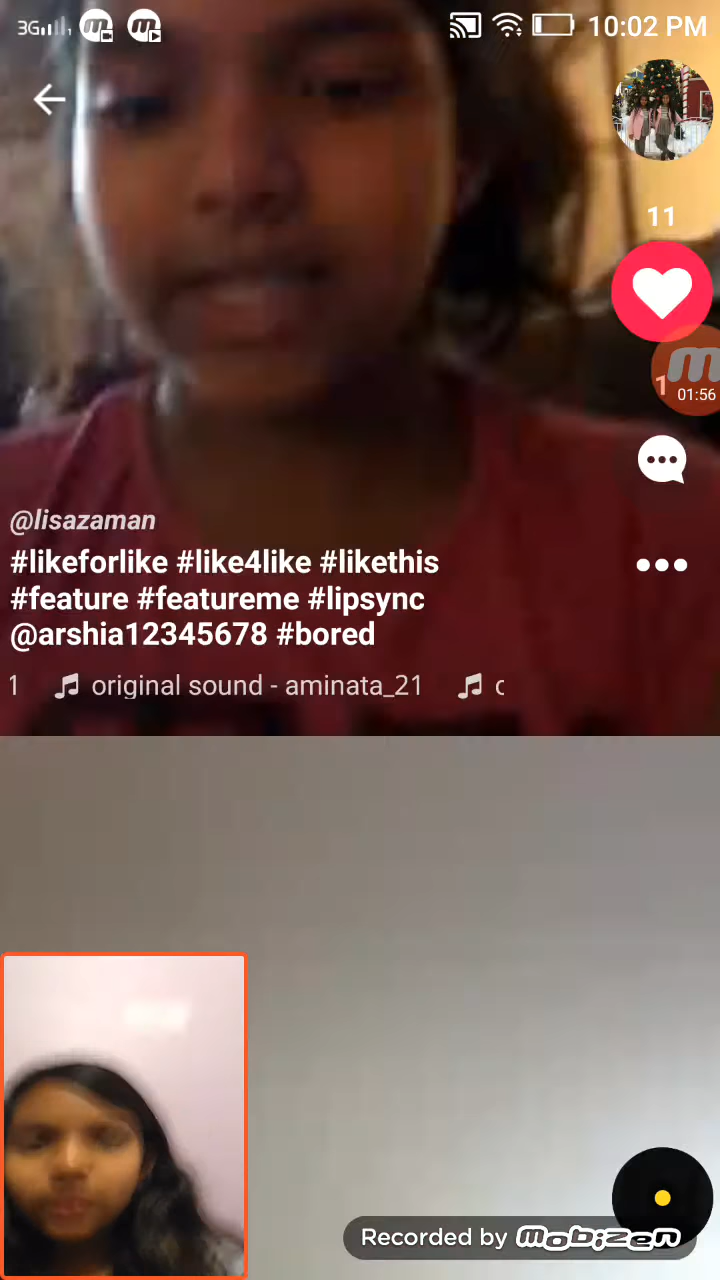 3G 1 10:02 PM
11
1
01:56
@lisazaman
#likeforlike #like4like #likethis
#feature #featureme #lipsync
@arshia12345678 #bored
1 original sound - aminata_21
Recorded by mobizen